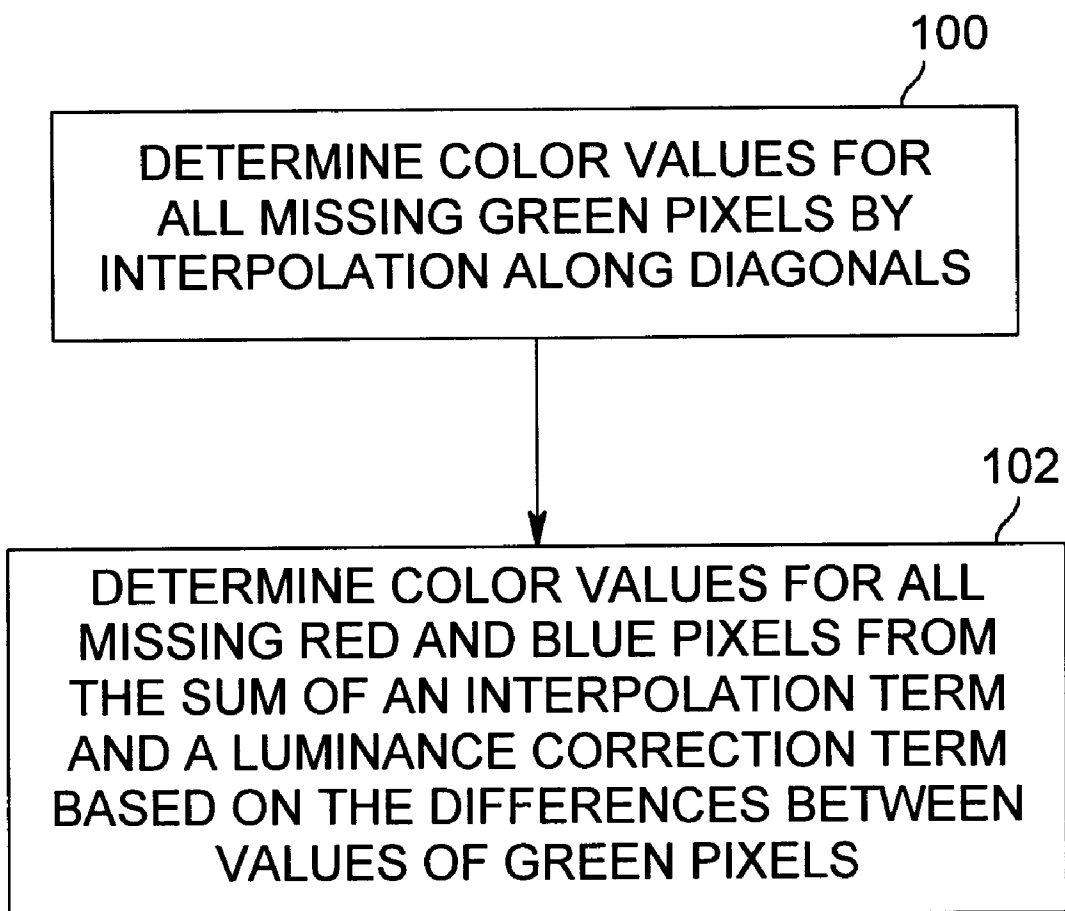 100
DETERMINE COLOR VALUES FOR
ALL MISSING GREEN PIXELS BY
INTERPOLATION ALONG DIAGONALS
102
DETERMINE COLOR VALUES FOR ALL
MISSING RED AND BLUE PIXELS FROM
THE SUM OF AN INTERPOLATION TERM
AND A LUMINANCE CORRECTION TERM
BASED ON THE DIFFERENCES BETWEEN
VALUES OF GREEN PIXELS